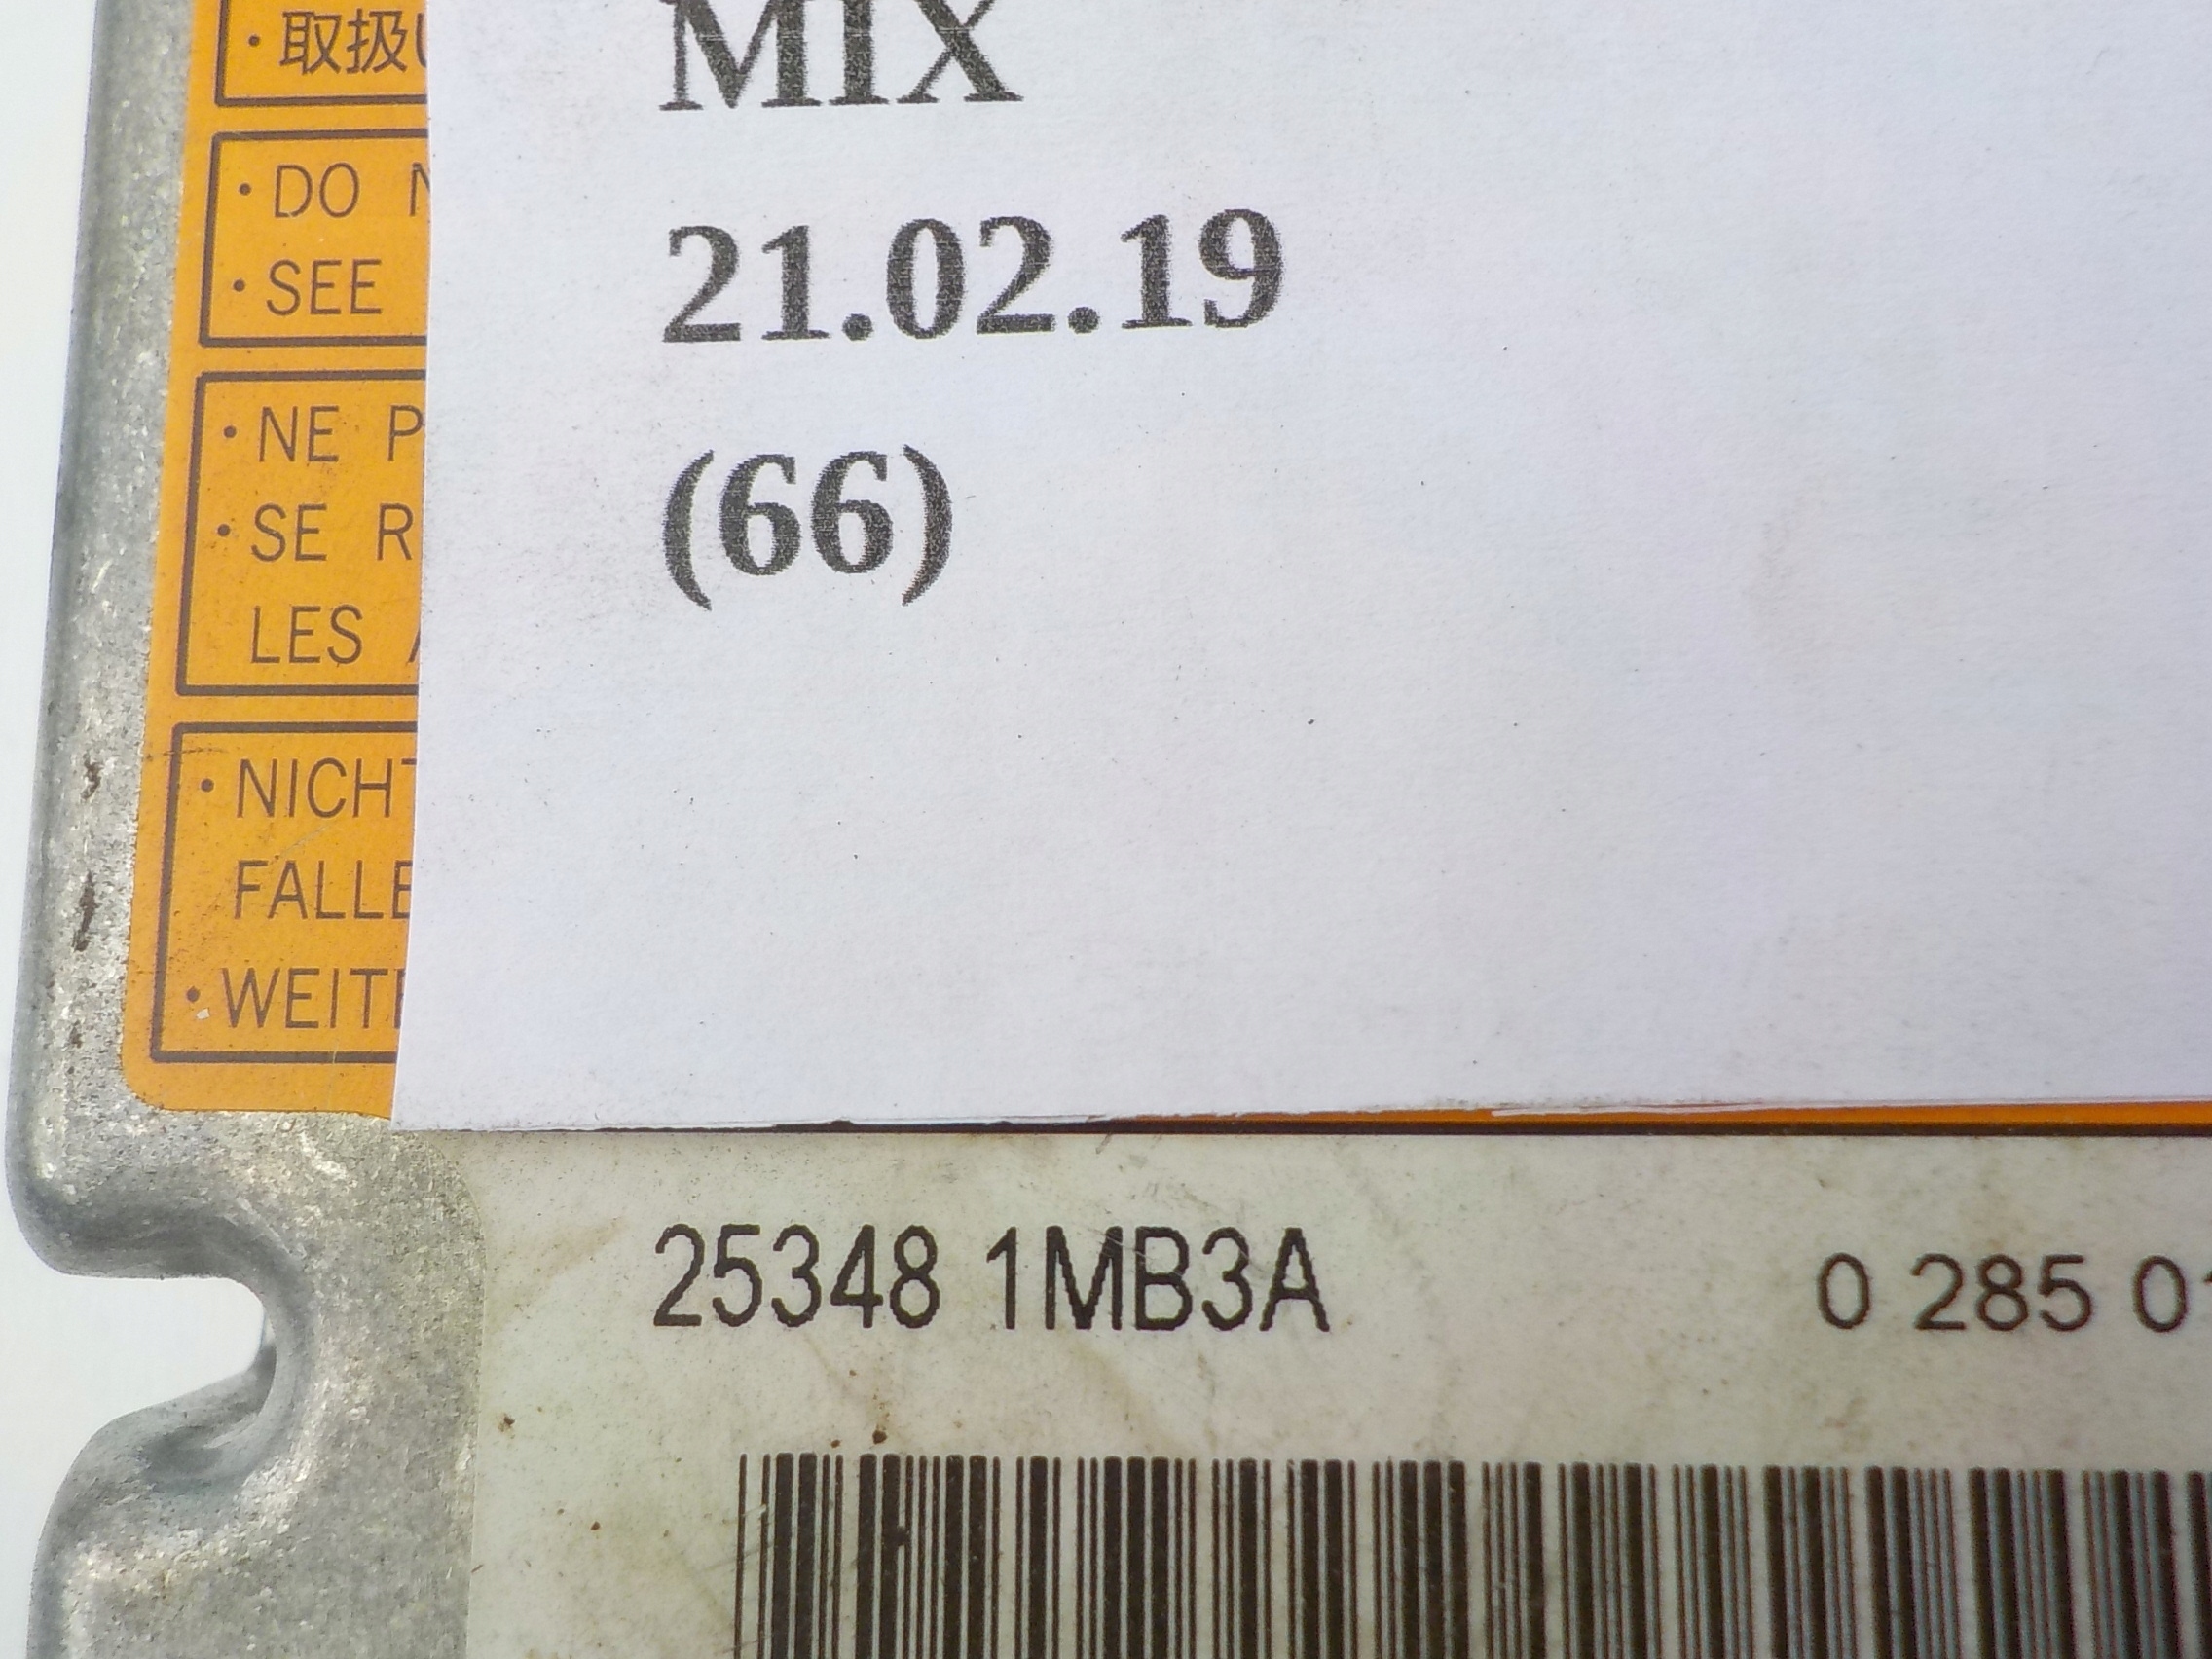 ・取扱
MIX
・DO
・SEE
21.02.19
・NE
・SE
LES
(66)
・NICHT
FALLE
・WEIT
25348 1MB3A
0 285 0